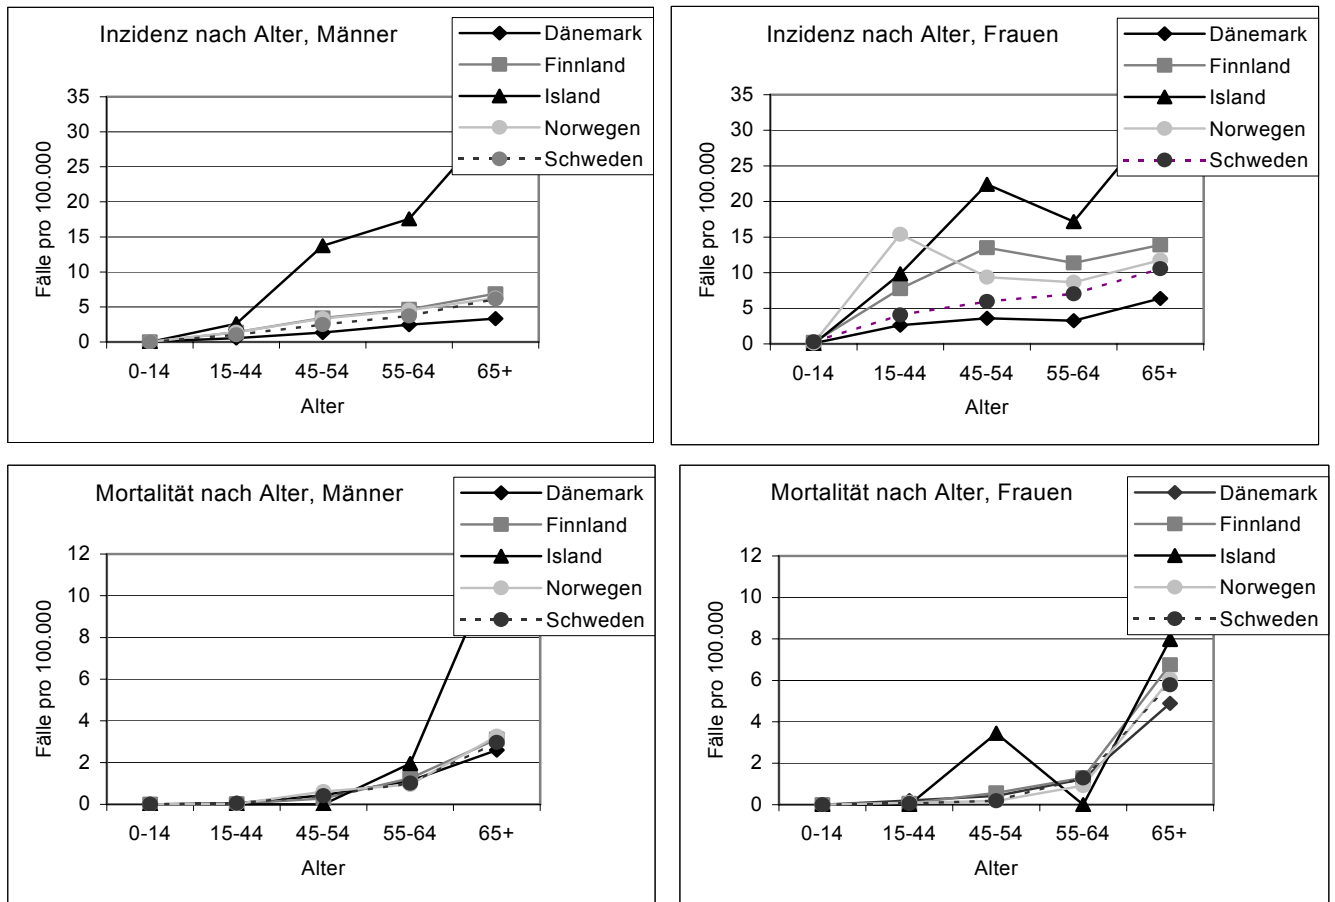 Inzidenz nach Alter, Männer
Dänemark
Finnland
Island
Norwegen
Schweden
35
30
25
20
15
10
5
0
Fälle pro 100.000
0-14 15-44 45-54 55-64 65+
Alter
Inzidenz nach Alter, Frauen
Dänemark
Finnland
Island
Norwegen
Schweden
35
30
25
20
15
10
5
0
Fälle pro 100.000
0-14 15-44 45-54 55-64 65+
Alter
Mortalität nach Alter, Männer
Dänemark
Finnland
Island
Norwegen
Schweden
12
10
8
6
4
2
0
Fälle pro 100.000
0-14 15-44 45-54 55-64 65+
Alter
Mortalität nach Alter, Frauen
Dänemark
Finnland
Island
Norwegen
Schweden
12
10
8
6
4
2
0
Fälle pro 100.000
0-14 15-44 45-54 55-64 65+
Alter